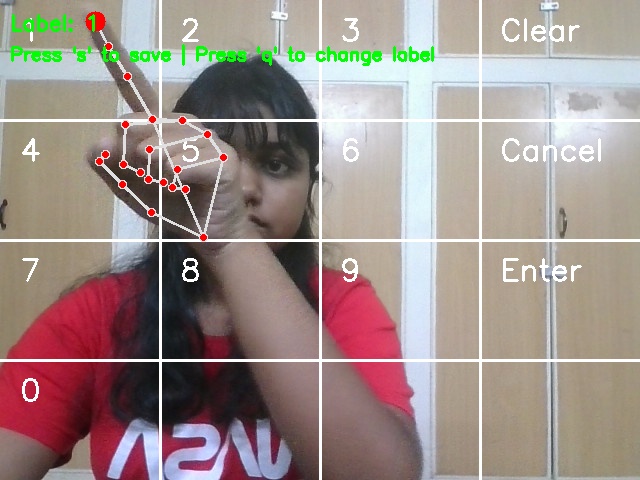 Label: 1
1 2 3 Clear
Press 's' to save | Press 'q' to change label
4 5 6 Cancel
7 8 9 Enter
0
NASA